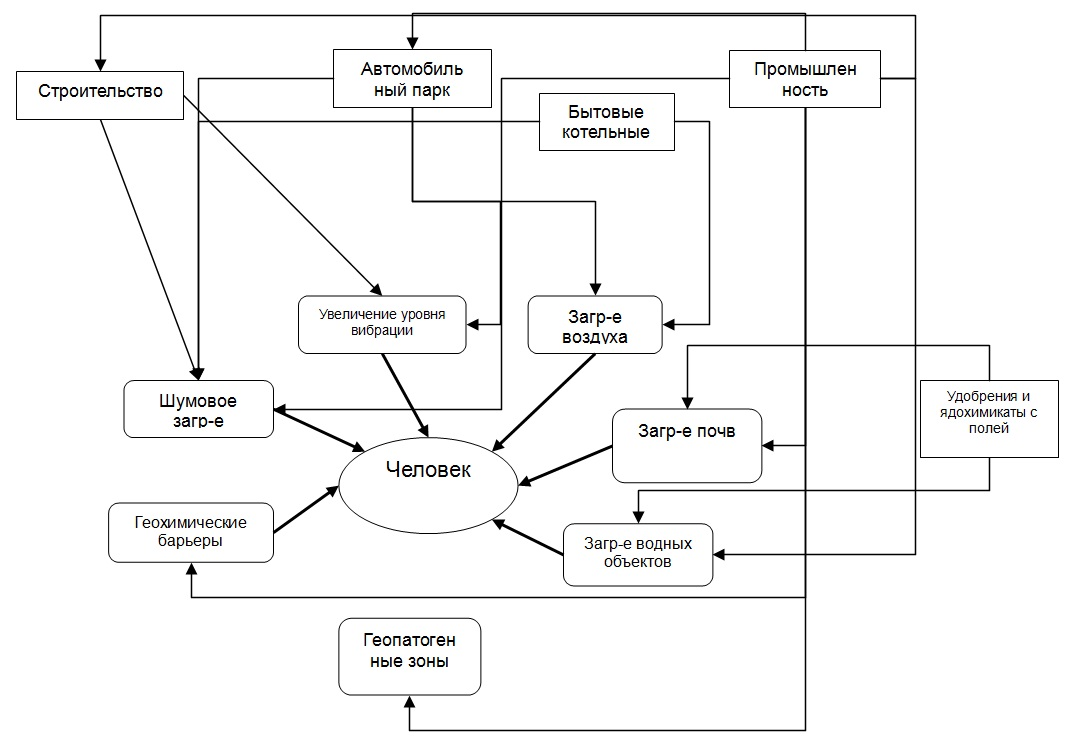 Строительство
Автомобиль
ный парк
Промышлен
ность
Бытовые
котельные
Увеличение уровня
вибрации
Загр-е
воздуха
Шумовое
загр-е
Загр-е почв
Удобрения и
ядохимикаты с
полей
Человек
Геохимические
барьеры
Загр-е водных
объектов
Геопатоген
ные зоны